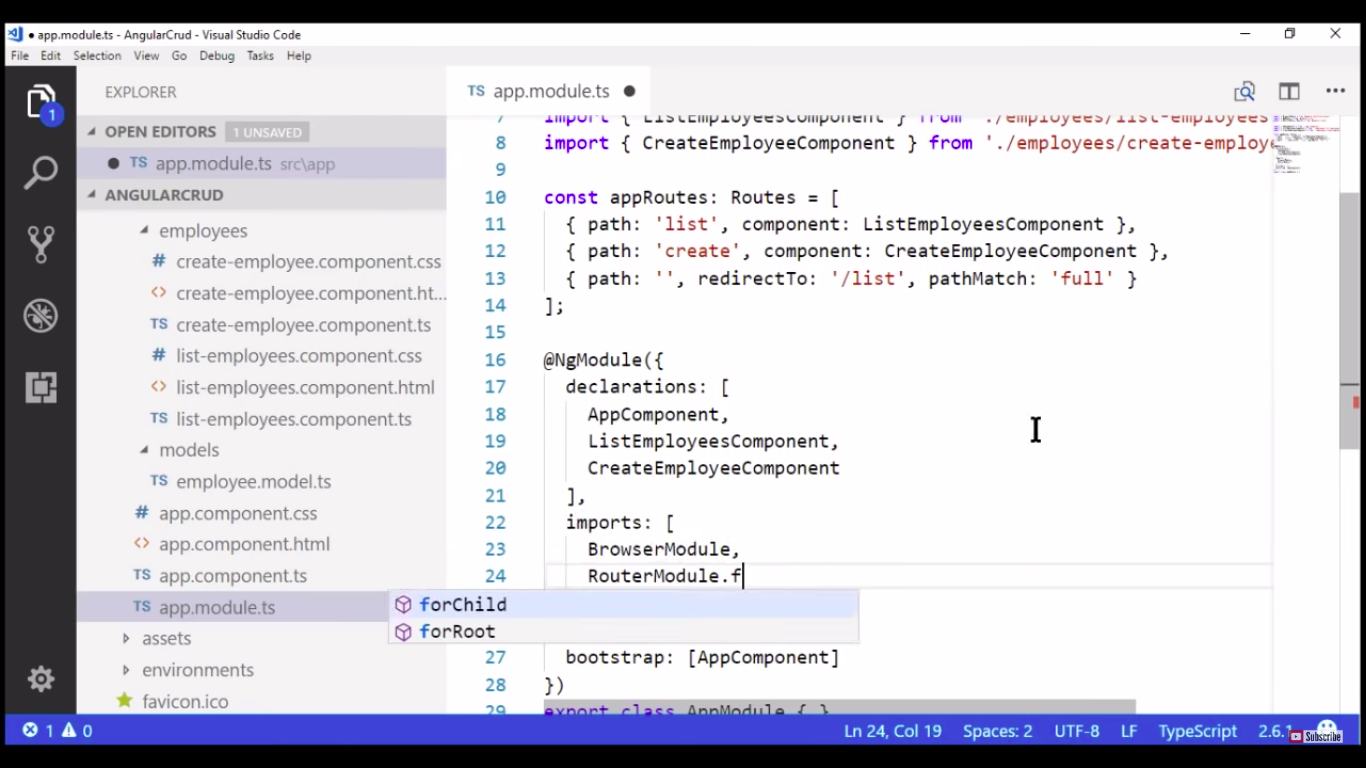 app.module.ts - AngularCrud - Visual Studio Code
File Edit Selection View Go Debug Tasks Help
EXPLORER
OPEN EDITORS 1 UNSAVED
TS app.module.ts src\app
ANGULARCRUD
employees
# create-employee.component.css
<> create-employee.component.ht...
TS create-employee.component.ts
# list-employees.component.css
<> list-employees.component.html
TS list-employees.component.ts
models
TS employee.model.ts
# app.component.css
<> app.component.html
TS app.component.ts
TS app.module.ts
assets
environments
favicon.ico
1
TS app.module.ts
7 import { ListEmployeesComponent } from './employees/list-employees
8 import { CreateEmployeeComponent } from './employees/create-employe
9
10 const appRoutes: Routes = [
11 { path: 'list', component: ListEmployeesComponent },
12 { path: 'create', component: CreateEmployeeComponent },
13 { path: '', redirectTo: '/list', pathMatch: 'full' }
14 ];
15
16 @NgModule({
17 declarations: [
18 AppComponent,
19 ListEmployeesComponent,
20 CreateEmployeeComponent
21 ],
22 imports: [
23 BrowserModule,
24 RouterModule.f
forChild
forRoot
27 bootstrap: [AppComponent]
28 })
29 export class AppModule { }
1 0 Ln 24, Col 19 Spaces: 2 UTF-8 LF TypeScript 2.6.1
Subscribe